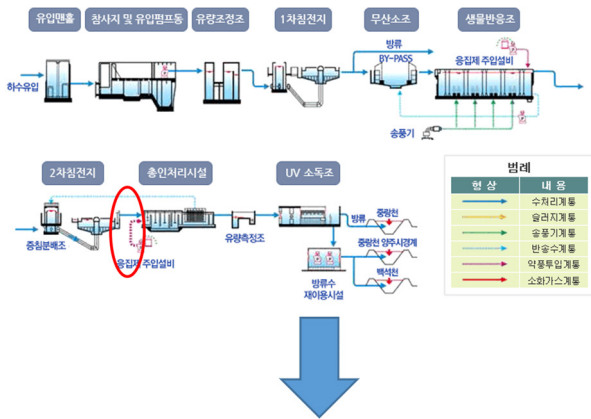 유입맨홀
침사지 및 유입펌프동
유량조정조
1차침전지
무산소조
생물반응조
하수유입
방류
BY-PASS
응집제 주입설비
송풍기
2차침전지
총인처리시설
UV 소독조
중침분배조
응집제 주입설비
유량측정조
방류
중랑천
중랑천 양주시경계
백석천
방류수
재이용시설
범례
현 상
내 용
수처리계통
슬러지계통
송풍기계통
반송수계통
약품투입계통
소화가스계통